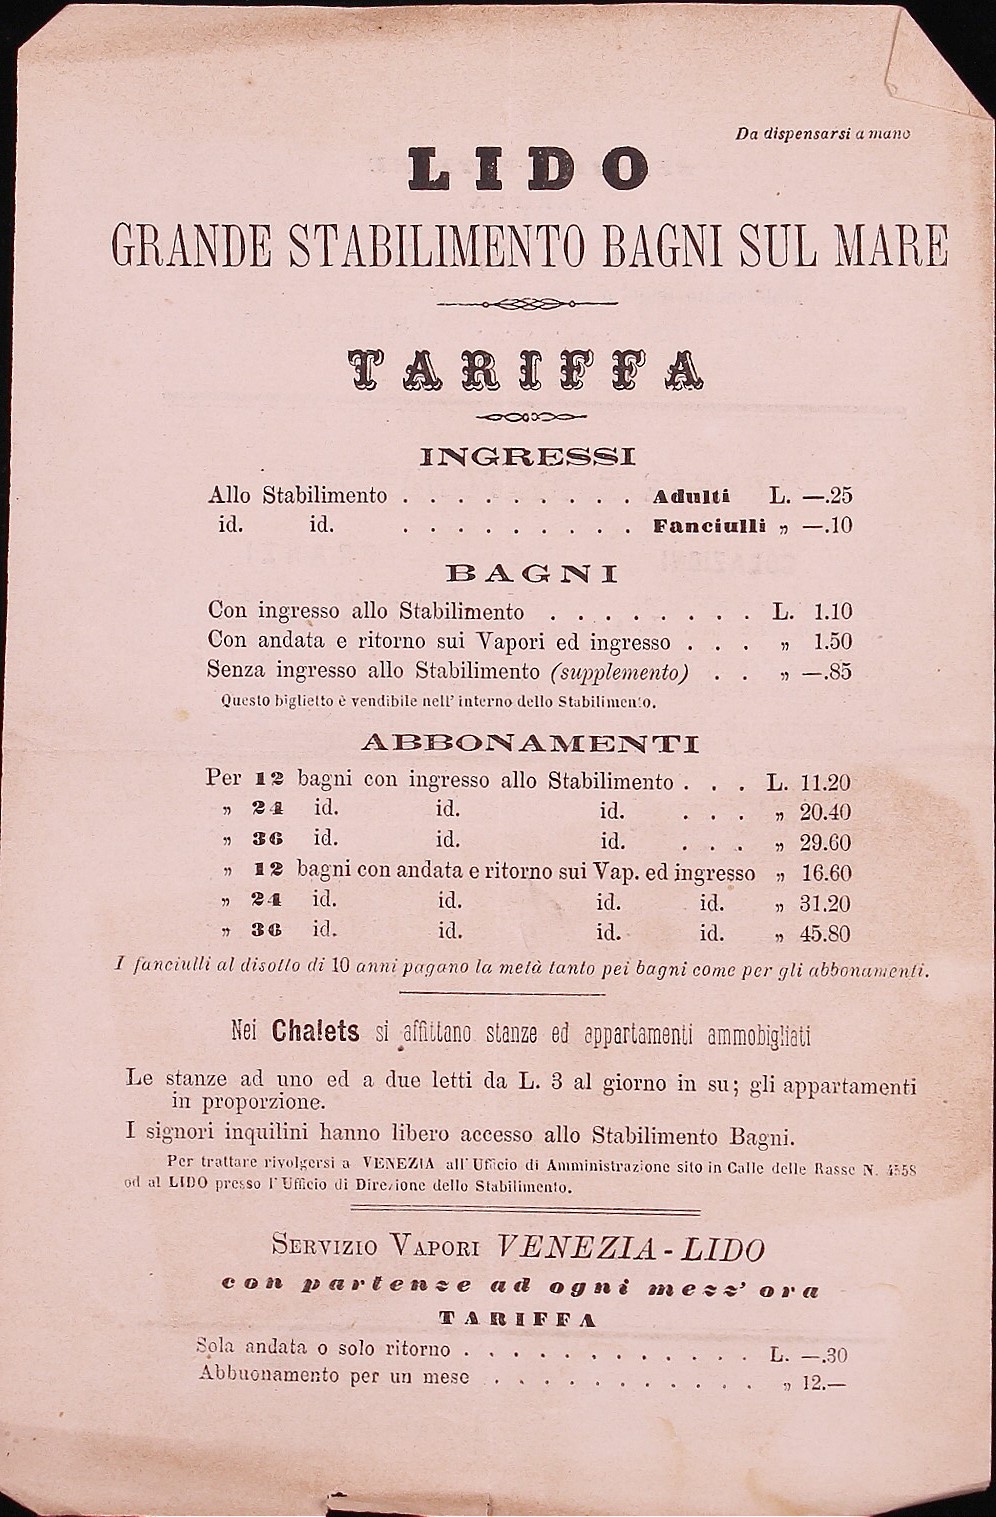 Da dispensarsi a mano
LIDO
GRANDE STABILIMENTO BAGNI SUL MARE
TARIFFA
INGRESSI
Allo Stabilimento . . . . . . . . . Adulti L. —.25
id. id. . . . . . . . . . Fanciulli „ —.10
BAGNI
Con ingresso allo Stabilimento . . . . . . . . L. 1.10
Con andata e ritorno sui Vapori ed ingresso . . . „ 1.50
Senza ingresso allo Stabilimento (supplemento) . . „ —.85
Questo biglietto è vendibile nell' interno dello Stabilimento.
ABBONAMENTI
Per 12 bagni con ingresso allo Stabilimento . . . L. 11.20
„ 24 id. id. id. . . . „ 20.40
„ 36 id. id. id. . . . „ 29.60
„ 12 bagni con andata e ritorno sui Vap. ed ingresso „ 16.60
„ 24 id. id. id. id. „ 31.20
„ 36 id. id. id. id. „ 45.80
I fanciulli al disotto di 10 anni pagano la metà tanto pei bagni come per gli abbonamenti.
Nei Chalets si affittano stanze ed appartamenti ammobigliati
Le stanze ad uno ed a due letti da L. 3 al giorno in su; gli appartamenti
in proporzione.
I signori inquilini hanno libero accesso allo Stabilimento Bagni.
Per trattare rivolgersi a VENEZIA all' Ufficio di Amministrazione sito in Calle delle Rasse N. 4558
od al LIDO presso l' Ufficio di Direzione dello Stabilimento.
SERVIZIO VAPORI VENEZIA - LIDO
con partenze ad ogni mezz' ora
TARIFFA
Sola andata o solo ritorno . . . . . . . . . . . . L. —.30
Abbuonamento per un mese . . . . . . . . . . . „ 12.—